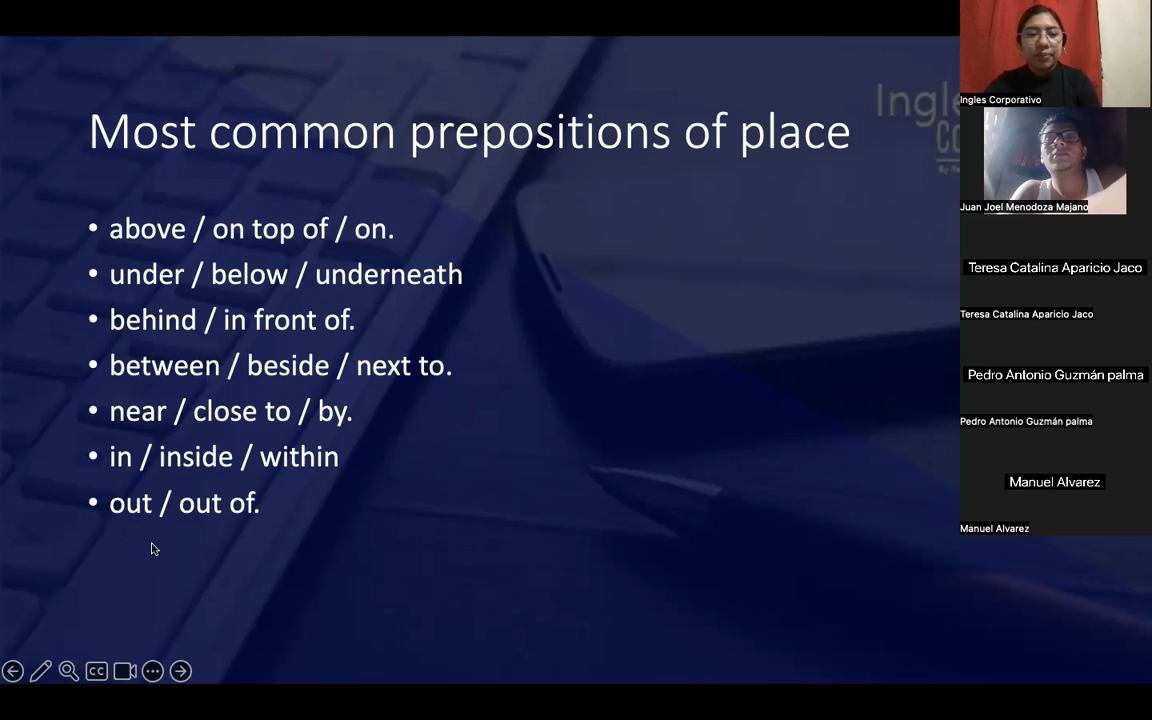 Most common prepositions of place
• above / on top of / on.
• under / below / underneath
• behind / in front of.
• between / beside / next to.
• near / close to / by.
• in / inside / within
• out / out of.
CC
Ingles Corporativo
Juan Joel Menodoza Majano
Teresa Catalina Aparicio Jaco
Teresa Catalina Aparicio Jaco
Pedro Antonio Guzmán palma
Pedro Antonio Guzmán palma
Manuel Alvarez
Manuel Alvarez